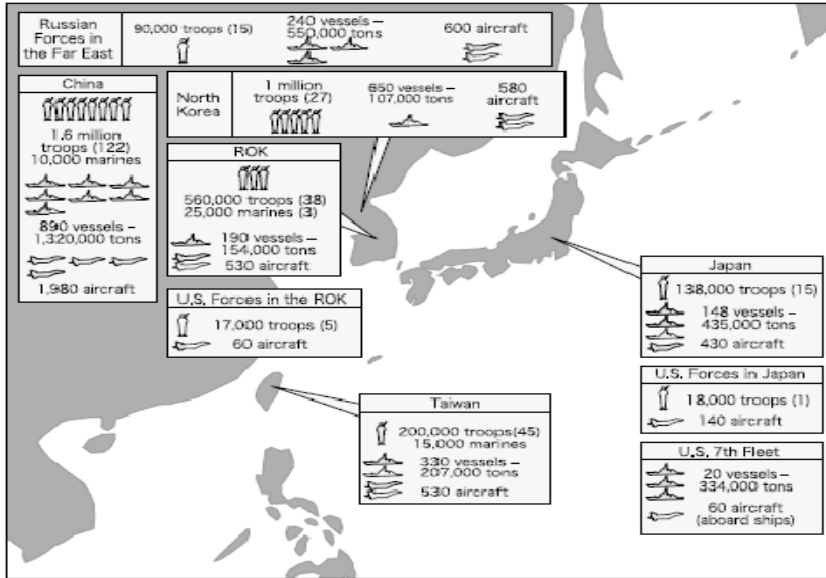 Russian
Forces in
the Far East
90,000 troops (15)
240 vessels –
550,000 tons
600 aircraft
China
1.6 million
troops (122)
10,000 marines
890 vessels –
1,320,000 tons
1,980 aircraft
North
Korea
1 million
troops (27)
650 vessels –
107,000 tons
580
aircraft
ROK
560,000 troops (38)
25,000 marines (3)
190 vessels –
154,000 tons
530 aircraft
U.S. Forces in the ROK
17,000 troops (5)
60 aircraft
Taiwan
200,000 troops(45)
15,000 marines
330 vessels –
207,000 tons
530 aircraft
Japan
138,000 troops (15)
148 vessels –
435,000 tons
430 aircraft
U.S. Forces in Japan
18,000 troops (1)
140 aircraft
U.S. 7th Fleet
20 vessels –
334,000 tons
60 aircraft
(aboard ships)